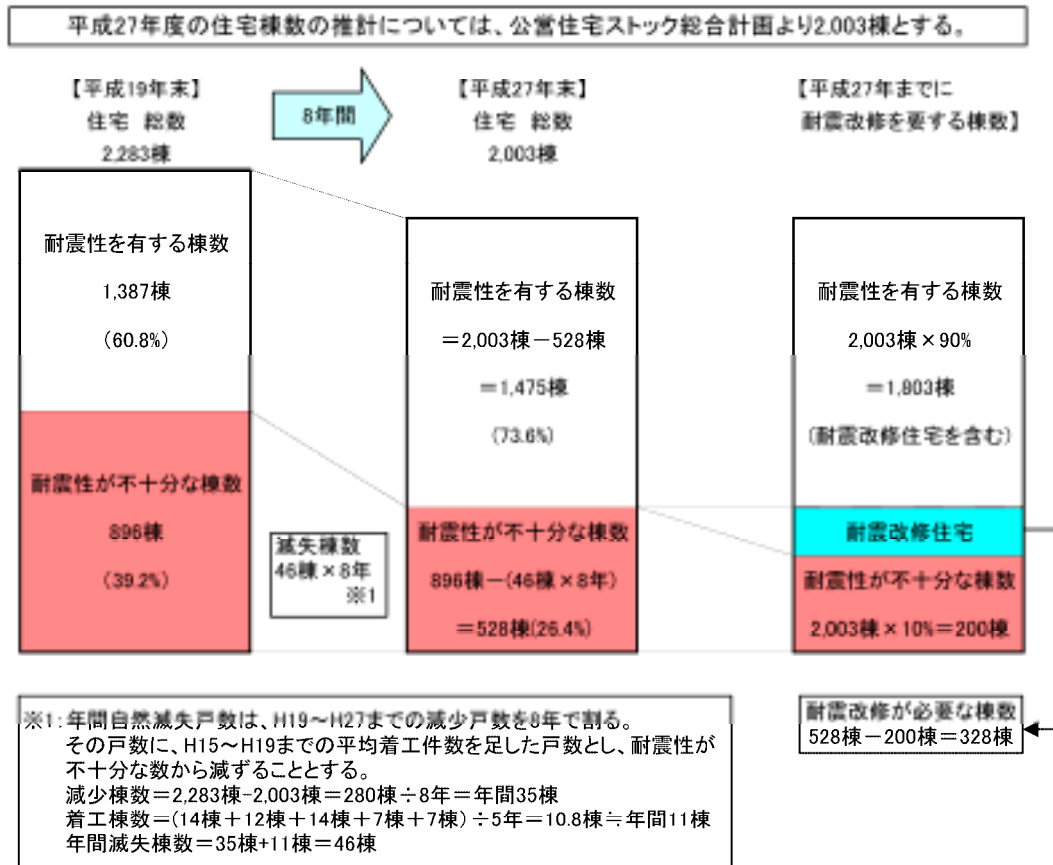 平成27年度の住宅棟数の推計については、公営住宅ストック総合計画より2,003棟とする。
【平成19年末】
住宅 総数
2,283棟
8年間
【平成27年末】
住宅 総数
2,003棟
【平成27年までに
耐震改修を要する棟数】
耐震性を有する棟数
1,387棟
(60.8%)
耐震性が不十分な棟数
896棟
(39.2%)
滅失棟数
46棟×8年
※1
耐震性を有する棟数
=2,003棟-528棟
=1,475棟
(73.6%)
耐震性が不十分な棟数
896棟-(46棟×8年)
=528棟(26.4%)
耐震性を有する棟数
2,003棟×90%
=1,803棟
(耐震改修住宅を含む)
耐震改修住宅
耐震性が不十分な棟数
2,003棟×10%=200棟
耐震改修が必要な棟数
528棟-200棟=328棟
※1:年間自然滅失戸数は、H19~H27までの減少戸数を8年で割る。
その戸数に、H15~H19までの平均着工件数を足した戸数とし、耐震性が
不十分な数から減ずることとする。
減少棟数=2,283棟-2,003棟=280棟÷8年=年間35棟
着工棟数=(14棟+12棟+14棟+7棟+7棟)÷5年=10.8棟≒年間11棟
年間滅失棟数=35棟+11棟=46棟